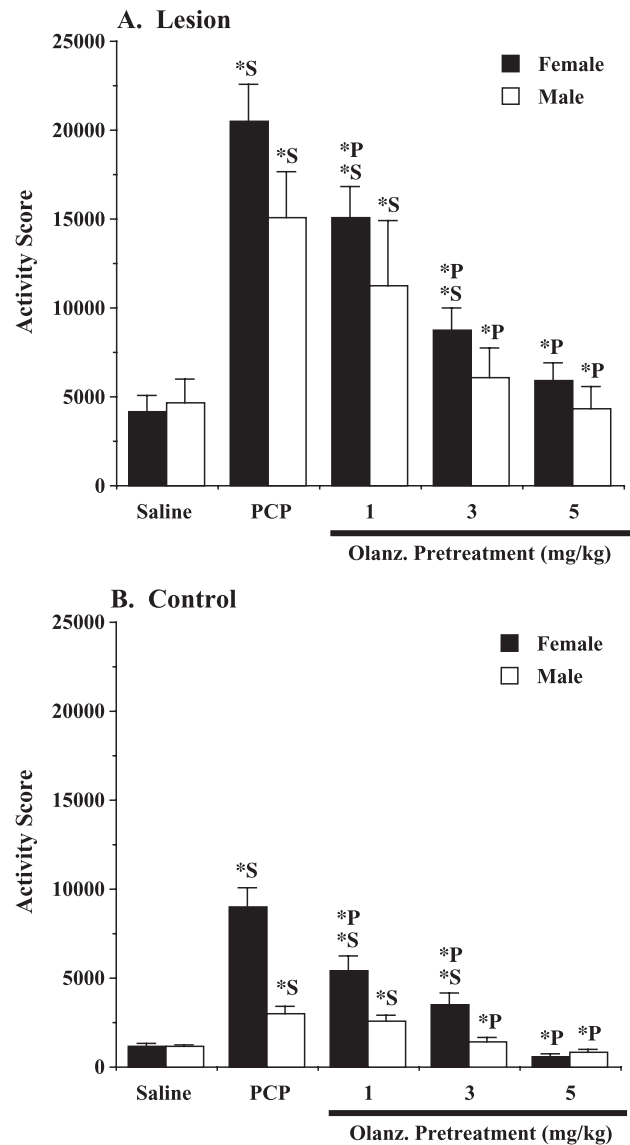 A. Lesion
25000
20000
15000
10000
5000
0
Activity Score
Female
Male
*S
*S
*P
*S
*S
*P
*S
*P
*P
*P
Saline PCP 1 3 5
Olanz. Pretreatment (mg/kg)
B. Control
25000
20000
15000
10000
5000
0
Activity Score
Female
Male
*S
*S
*P
*S
*S
*P
*S
*P
*P
*P
Saline PCP 1 3 5
Olanz. Pretreatment (mg/kg)